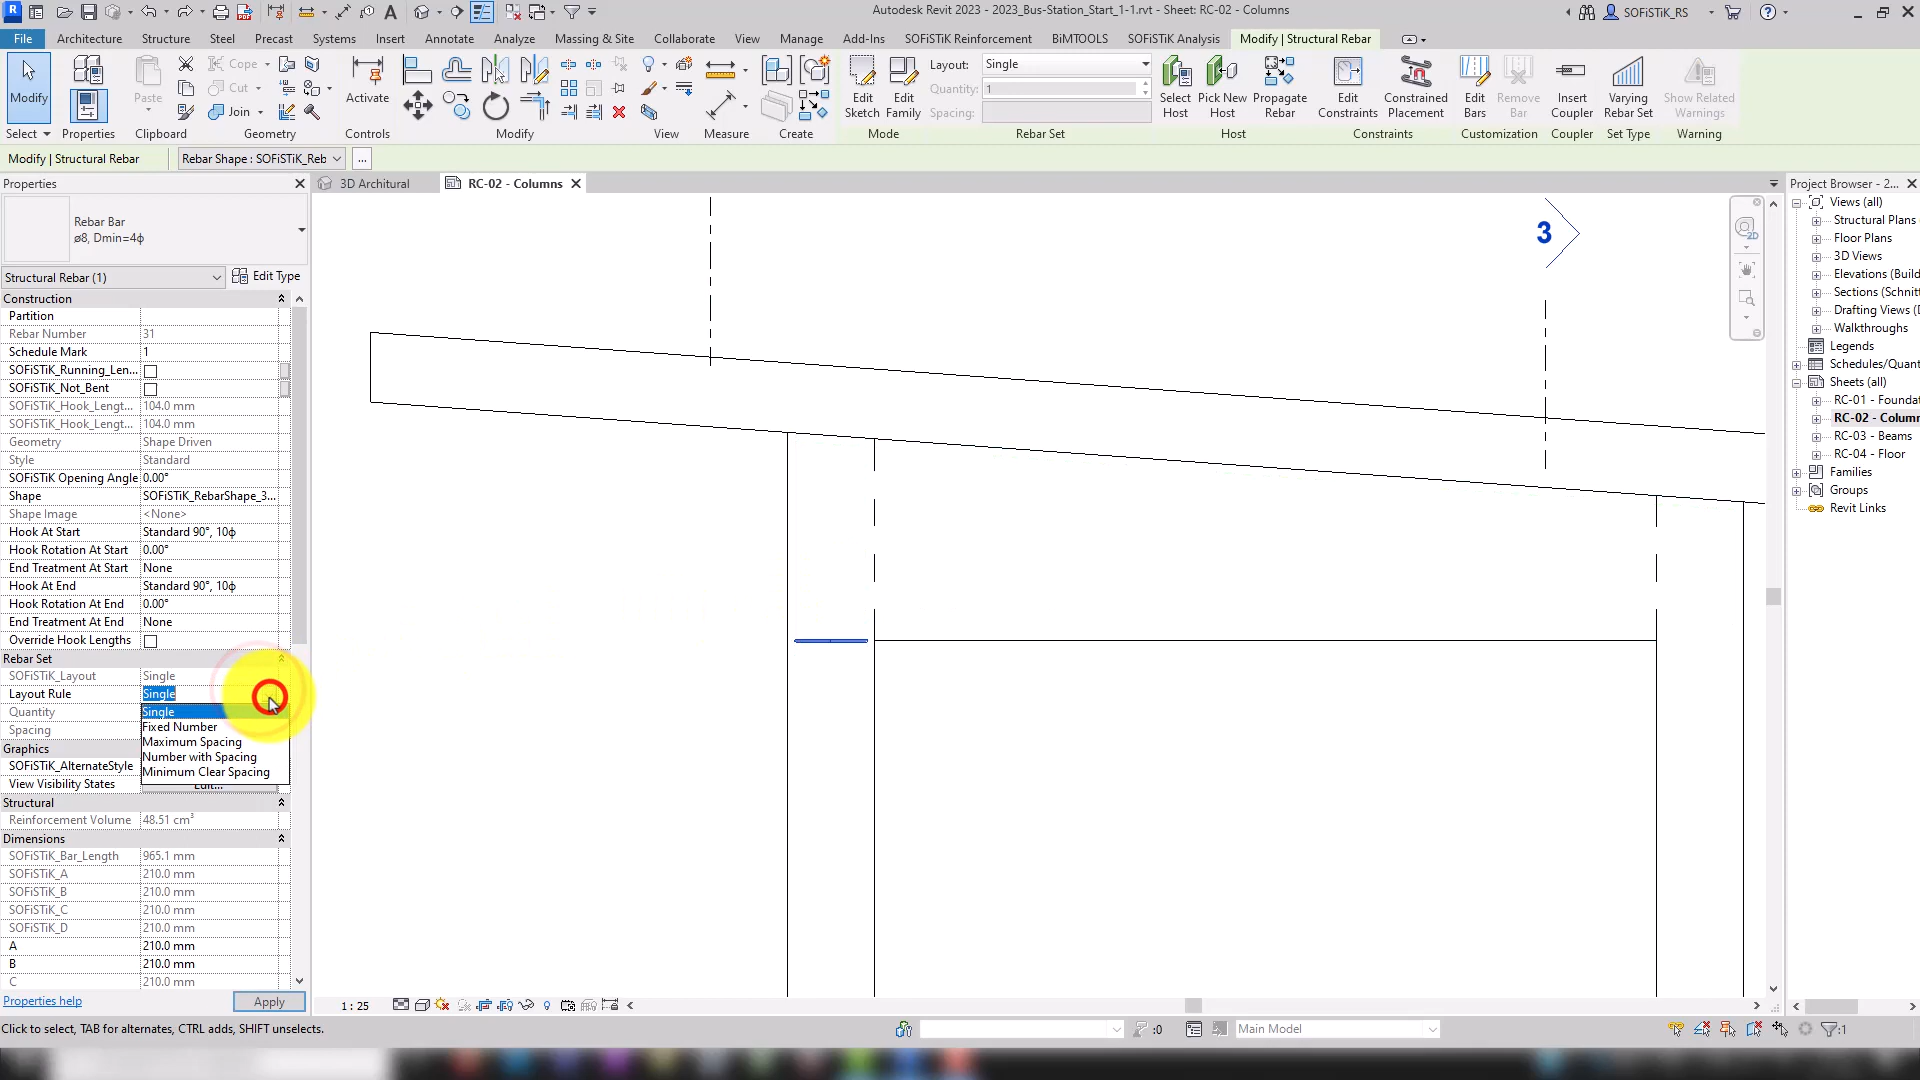 Autodesk Revit 2023 - 2023_Bus-Station_Start_1-1.rvt - Sheet: RC-02 - Columns
SOFiSTiK_RS
File Architecture Structure Steel Precast Systems Insert Annotate Analyze Massing & Site Collaborate View Manage Add-Ins SOFiSTiK Reinforcement BiMTOOLS SOFiSTiK Analysis Modify | Structural Rebar
Modify
Paste
Cope
Cut
Join
Activate
Edit Sketch
Edit Family
Layout: Single
Quantity: 1
Spacing:
Select Host
Pick New Host
Propagate Rebar
Edit Constraints
Constrained Placement
Edit Bars
Remove Bar
Insert Coupler
Varying Rebar Set
Show Related Warnings
Select Properties Clipboard Geometry Controls Modify View Measure Create Mode Rebar Set Host Constraints Customization Coupler Set Type Warning
Modify | Structural Rebar
Rebar Shape : SOFiSTiK_Reb
...
Properties
3D Architural
RC-02 - Columns
Rebar Bar
ø8, Dmin=4ϕ
Structural Rebar (1)
Edit Type
Construction
Partition
Rebar Number 31
Schedule Mark 1
SOFiSTiK_Running_Len...
SOFiSTiK_Not_Bent
SOFiSTiK_Hook_Lengt... 104.0 mm
SOFiSTiK_Hook_Lengt... 104.0 mm
Geometry Shape Driven
Style Standard
SOFiSTiK Opening Angle 0.00°
Shape SOFiSTiK_RebarShape_3...
Shape Image <None>
Hook At Start Standard 90°, 10ϕ
Hook Rotation At Start 0.00°
End Treatment At Start None
Hook At End Standard 90°, 10ϕ
Hook Rotation At End 0.00°
End Treatment At End None
Override Hook Lengths
Rebar Set
SOFiSTiK_Layout Single
Layout Rule Single
Quantity
Spacing
Single
Fixed Number
Maximum Spacing
Number with Spacing
Minimum Clear Spacing
Graphics
SOFiSTiK_AlternateStyle
View Visibility States Edit...
Structural
Reinforcement Volume 48.51 cm³
Dimensions
SOFiSTiK_Bar_Length 965.1 mm
SOFiSTiK_A 210.0 mm
SOFiSTiK_B 210.0 mm
SOFiSTiK_C 210.0 mm
SOFiSTiK_D 210.0 mm
A 210.0 mm
B 210.0 mm
C 210.0 mm
Properties help
Apply
3
2D
Project Browser - 2...
Views (all)
Structural Plans
Floor Plans
3D Views
Elevations (Build
Sections (Schnitt
Drafting Views (D
Walkthroughs
Legends
Schedules/Quant
Sheets (all)
RC-01 - Foundat
RC-02 - Column
RC-03 - Beams
RC-04 - Floor
Families
Groups
Revit Links
1 : 25
Click to select, TAB for alternates, CTRL adds, SHIFT unselects.
:0
Main Model
:1